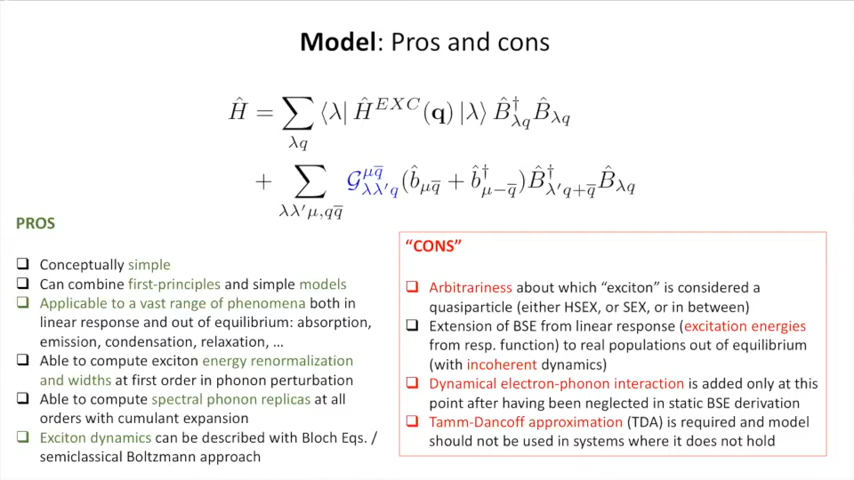 Model: Pros and cons
Ĥ = ∑_{λq} ⟨λ| Ĥ^{EXC}(𝐪) |λ⟩ B̂†_{λq} B̂_{λq}
+ ∑_{λλ′μ,qq̅} 𝒢^{μq̅}_{λλ′q} (b̂_{μq̅} + b̂†_{μ−q̅}) B̂†_{λ′q+q̅} B̂_{λq}
PROS
❑ Conceptually simple
❑ Can combine first-principles and simple models
❑ Applicable to a vast range of phenomena both in
linear response and out of equilibrium: absorption,
emission, condensation, relaxation, ...
❑ Able to compute exciton energy renormalization
and widths at first order in phonon perturbation
❑ Able to compute spectral phonon replicas at all
orders with cumulant expansion
❑ Exciton dynamics can be described with Bloch Eqs. /
semiclassical Boltzmann approach
“CONS”
❑ Arbitrariness about which “exciton” is considered a
quasiparticle (either HSEX, or SEX, or in between)
❑ Extension of BSE from linear response (excitation energies
from resp. function) to real populations out of equilibrium
(with incoherent dynamics)
❑ Dynamical electron-phonon interaction is added only at this
point after having been neglected in static BSE derivation
❑ Tamm-Dancoff approximation (TDA) is required and model
should not be used in systems where it does not hold